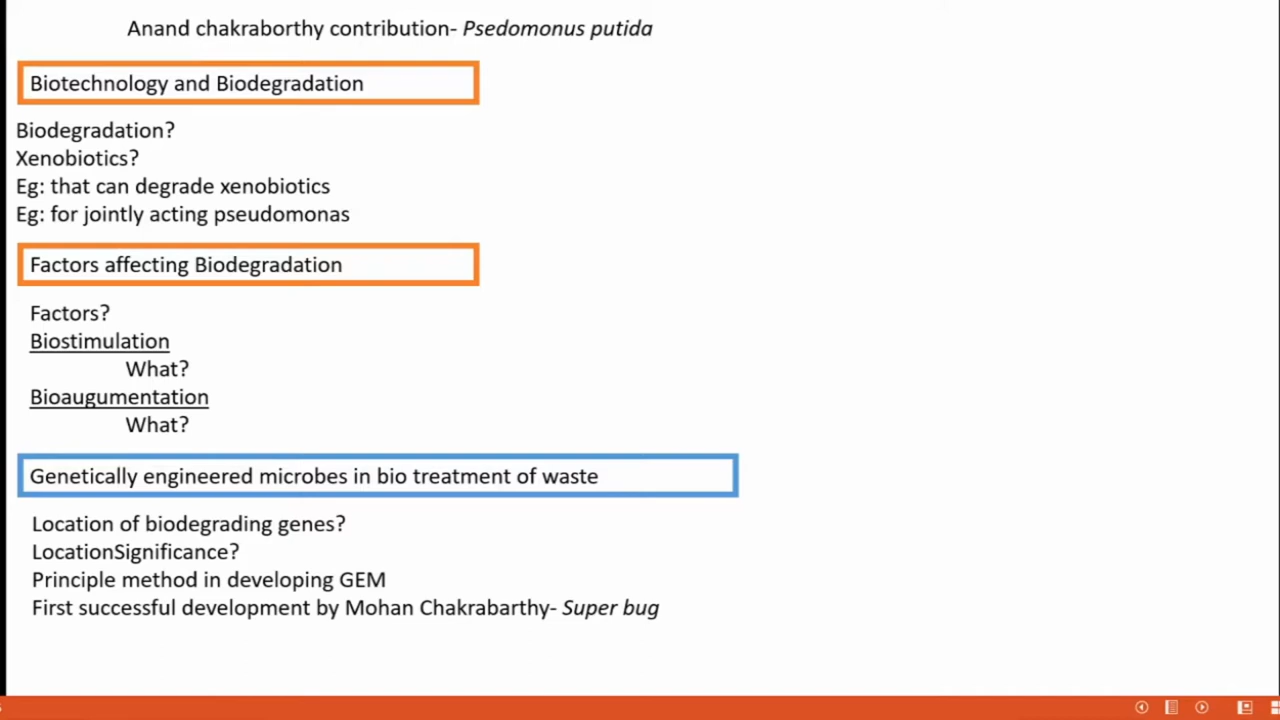 Anand chakraborthy contribution- Psedomonus putida
Biotechnology and Biodegradation
Biodegradation?
Xenobiotics?
Eg: that can degrade xenobiotics
Eg: for jointly acting pseudomonas
Factors affecting Biodegradation
Factors?
Biostimulation
What?
Bioaugumentation
What?
Genetically engineered microbes in bio treatment of waste
Location of biodegrading genes?
LocationSignificance?
Principle method in developing GEM
First successful development by Mohan Chakrabarthy- Super bug